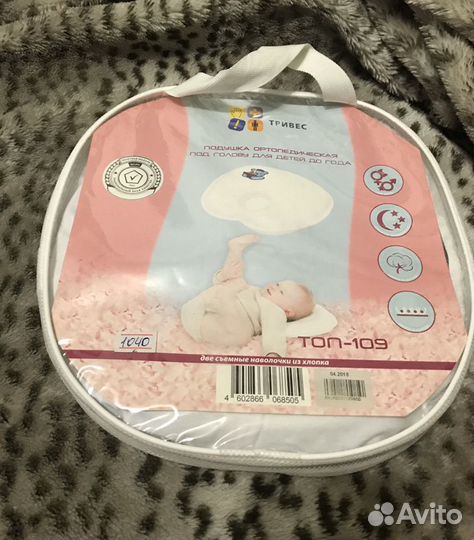 ТРИВЕС
ПОДУШКА ОРТОПЕДИЧЕСКАЯ
ПОД ГОЛОВУ ДЛЯ ДЕТЕЙ ДО ГОДА
1040
ТОП-109
две съемные наволочки из хлопка
04.2018
4 602866 068505
Avito